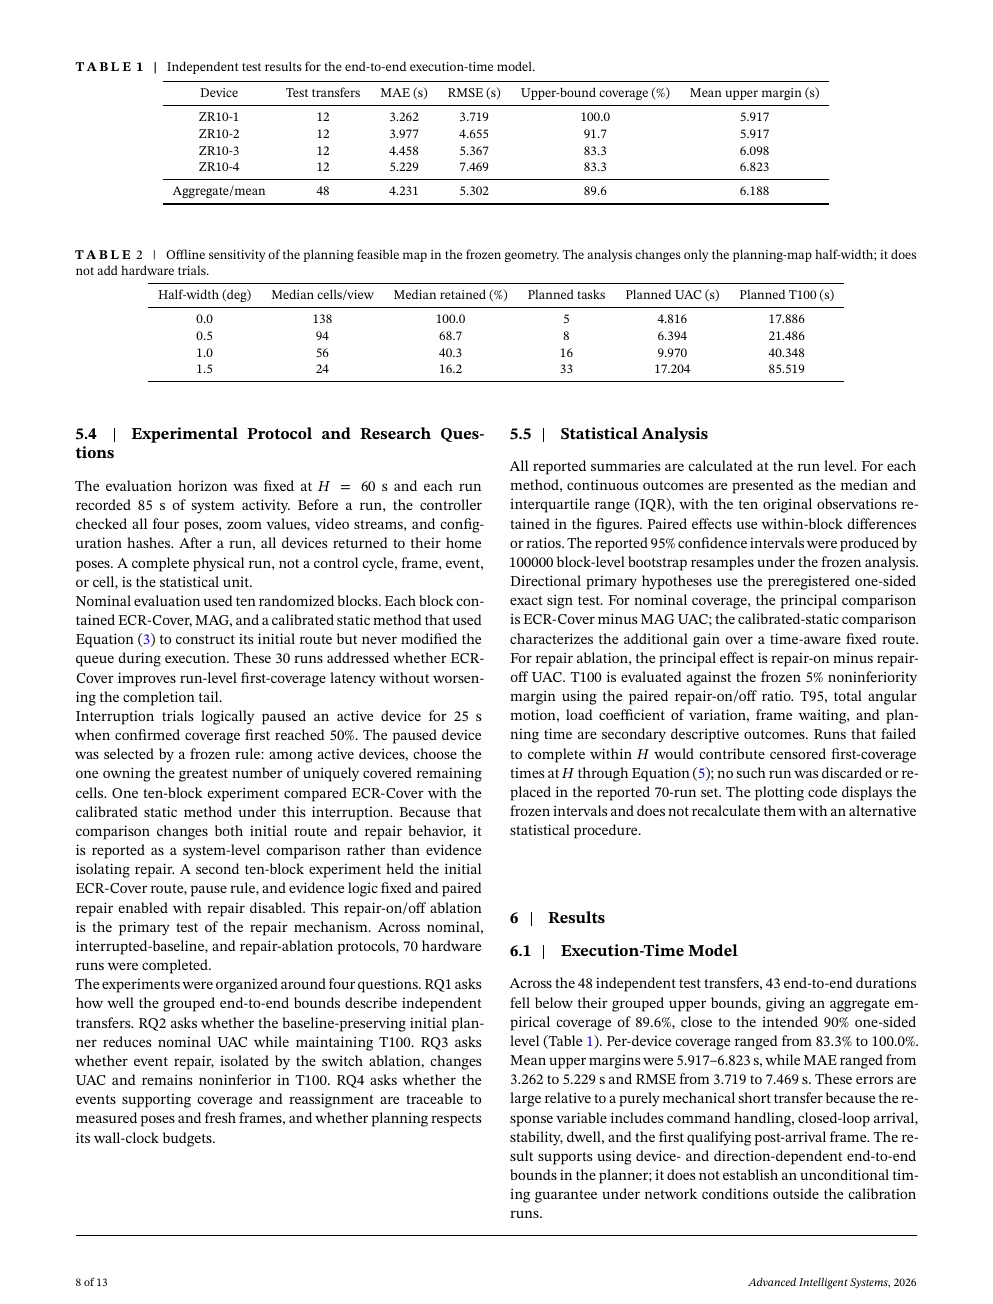 TABLE 1 | Independent test results for the end-to-end execution-time model.
Device Test transfers MAE (s) RMSE (s) Upper-bound coverage (%) Mean upper margin (s)
ZR10-1 12 3.262 3.719 100.0 5.917
ZR10-2 12 3.977 4.655 91.7 5.917
ZR10-3 12 4.458 5.367 83.3 6.098
ZR10-4 12 5.229 7.469 83.3 6.823
Aggregate/mean 48 4.231 5.302 89.6 6.188
TABLE 2 | Offline sensitivity of the planning feasible map in the frozen geometry. The analysis changes only the planning-map half-width; it does
not add hardware trials.
Half-width (deg) Median cells/view Median retained (%) Planned tasks Planned UAC (s) Planned T100 (s)
0.0 138 100.0 5 4.816 17.886
0.5 94 68.7 8 6.394 21.486
1.0 56 40.3 16 9.970 40.348
1.5 24 16.2 33 17.204 85.519
5.4 | Experimental Protocol and Research Ques-
tions
The evaluation horizon was fixed at H = 60 s and each run
recorded 85 s of system activity. Before a run, the controller
checked all four poses, zoom values, video streams, and config-
uration hashes. After a run, all devices returned to their home
poses. A complete physical run, not a control cycle, frame, event,
or cell, is the statistical unit.
Nominal evaluation used ten randomized blocks. Each block con-
tained ECR-Cover, MAG, and a calibrated static method that used
Equation (3) to construct its initial route but never modified the
queue during execution. These 30 runs addressed whether ECR-
Cover improves run-level first-coverage latency without worsen-
ing the completion tail.
Interruption trials logically paused an active device for 25 s
when confirmed coverage first reached 50%. The paused device
was selected by a frozen rule: among active devices, choose the
one owning the greatest number of uniquely covered remaining
cells. One ten-block experiment compared ECR-Cover with the
calibrated static method under this interruption. Because that
comparison changes both initial route and repair behavior, it
is reported as a system-level comparison rather than evidence
isolating repair. A second ten-block experiment held the initial
ECR-Cover route, pause rule, and evidence logic fixed and paired
repair enabled with repair disabled. This repair-on/off ablation
is the primary test of the repair mechanism. Across nominal,
interrupted-baseline, and repair-ablation protocols, 70 hardware
runs were completed.
The experiments were organized around four questions. RQ1 asks
how well the grouped end-to-end bounds describe independent
transfers. RQ2 asks whether the baseline-preserving initial plan-
ner reduces nominal UAC while maintaining T100. RQ3 asks
whether event repair, isolated by the switch ablation, changes
UAC and remains noninferior in T100. RQ4 asks whether the
events supporting coverage and reassignment are traceable to
measured poses and fresh frames, and whether planning respects
its wall-clock budgets.
5.5 | Statistical Analysis
All reported summaries are calculated at the run level. For each
method, continuous outcomes are presented as the median and
interquartile range (IQR), with the ten original observations re-
tained in the figures. Paired effects use within-block differences
or ratios. The reported 95% confidence intervals were produced by
100000 block-level bootstrap resamples under the frozen analysis.
Directional primary hypotheses use the preregistered one-sided
exact sign test. For nominal coverage, the principal comparison
is ECR-Cover minus MAG UAC; the calibrated-static comparison
characterizes the additional gain over a time-aware fixed route.
For repair ablation, the principal effect is repair-on minus repair-
off UAC. T100 is evaluated against the frozen 5% noninferiority
margin using the paired repair-on/off ratio. T95, total angular
motion, load coefficient of variation, frame waiting, and plan-
ning time are secondary descriptive outcomes. Runs that failed
to complete within H would contribute censored first-coverage
times at H through Equation (5); no such run was discarded or re-
placed in the reported 70-run set. The plotting code displays the
frozen intervals and does not recalculate them with an alternative
statistical procedure.
6 | Results
6.1 | Execution-Time Model
Across the 48 independent test transfers, 43 end-to-end durations
fell below their grouped upper bounds, giving an aggregate em-
pirical coverage of 89.6%, close to the intended 90% one-sided
level (Table 1). Per-device coverage ranged from 83.3% to 100.0%.
Mean upper margins were 5.917–6.823 s, while MAE ranged from
3.262 to 5.229 s and RMSE from 3.719 to 7.469 s. These errors are
large relative to a purely mechanical short transfer because the re-
sponse variable includes command handling, closed-loop arrival,
stability, dwell, and the first qualifying post-arrival frame. The re-
sult supports using device- and direction-dependent end-to-end
bounds in the planner; it does not establish an unconditional tim-
ing guarantee under network conditions outside the calibration
runs.
8 of 13
Advanced Intelligent Systems, 2026